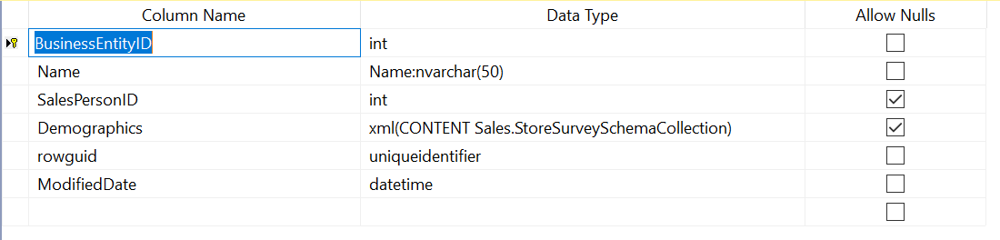 Column Name Data Type Allow Nulls
BusinessEntityID int
Name Name:nvarchar(50)
SalesPersonID int
Demographics xml(CONTENT Sales.StoreSurveySchemaCollection)
rowguid uniqueidentifier
ModifiedDate datetime